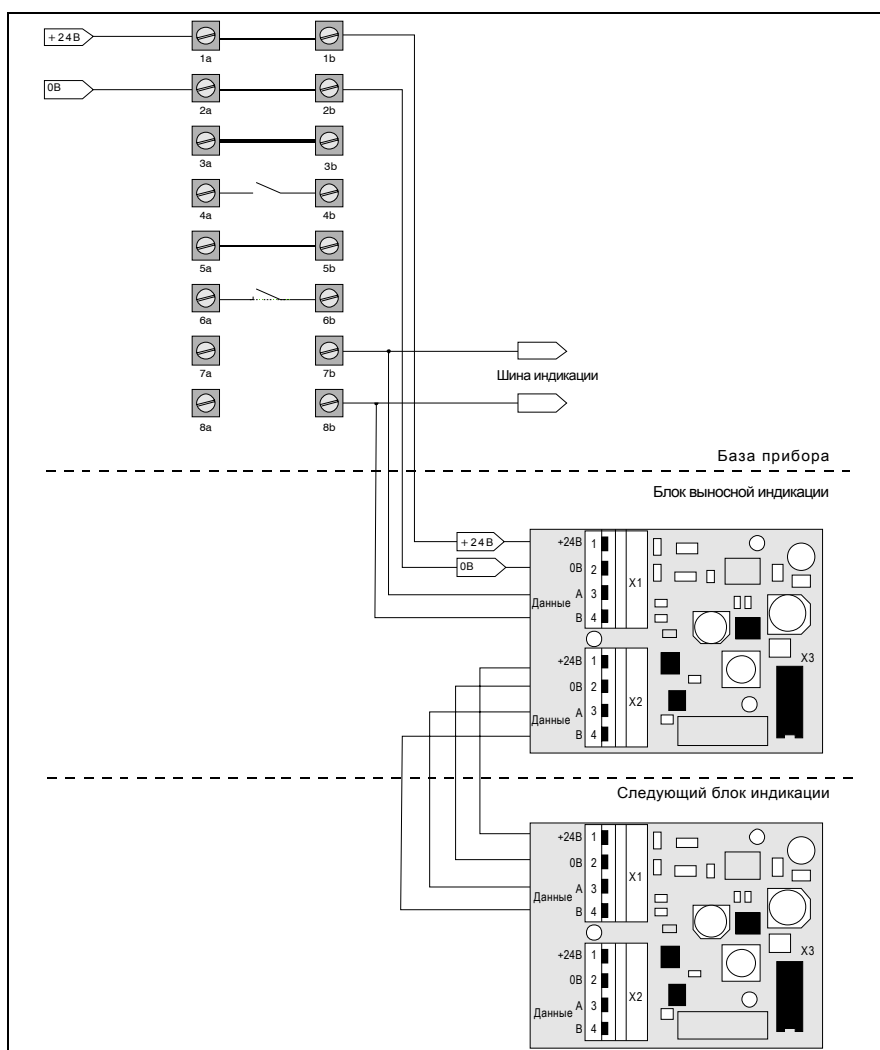 +24В
1a 1b
0В
2a 2b
3a 3b
4a 4b
5a 5b
6a 6b
7a 7b
Шина индикации
8a 8b
База прибора
Блок выносной индикации
+24В
+24В 1
0В
0В 2
X1
A 3
Данные
B 4
+24В 1
X3
0В 2
X2
A 3
Данные
B 4
Следующий блок индикации
+24В 1
0В 2
X1
A 3
Данные
B 4
+24В 1
X3
0В 2
X2
A 3
Данные
B 4